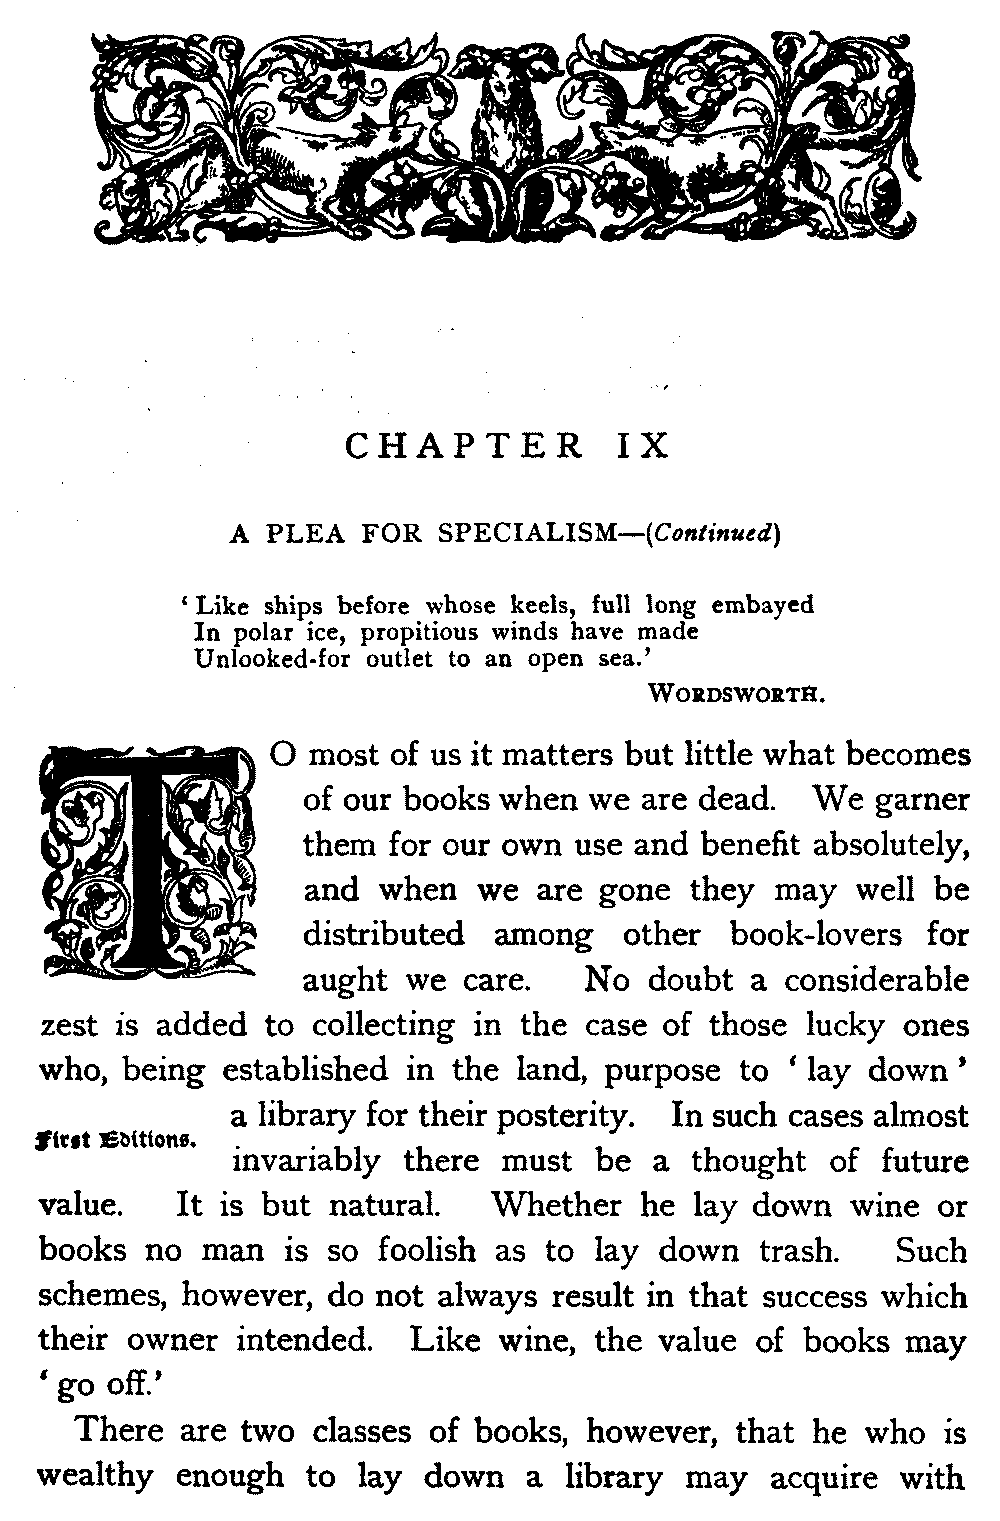 CHAPTER IX
A PLEA FOR SPECIALISM—(Continued)
‘ Like ships before whose keels, full long embayed
In polar ice, propitious winds have made
Unlooked-for outlet to an open sea.’
WORDSWORTH.
TO most of us it matters but little what becomes
of our books when we are dead. We garner
them for our own use and benefit absolutely,
and when we are gone they may well be
distributed among other book-lovers for
aught we care. No doubt a considerable
zest is added to collecting in the case of those lucky ones
who, being established in the land, purpose to ‘ lay down ’
a library for their posterity. In such cases almost
First Editions.
invariably there must be a thought of future
value. It is but natural. Whether he lay down wine or
books no man is so foolish as to lay down trash. Such
schemes, however, do not always result in that success which
their owner intended. Like wine, the value of books may
‘ go off.’
There are two classes of books, however, that he who is
wealthy enough to lay down a library may acquire with